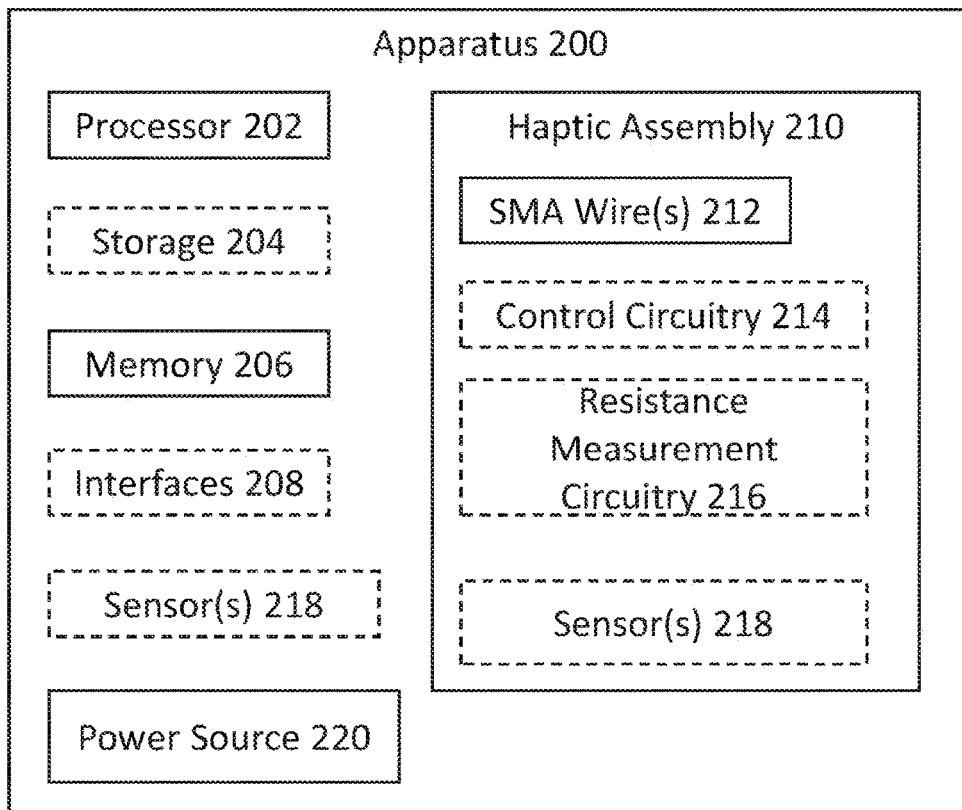 Apparatus 200
Processor 202
Storage 204
Memory 206
Interfaces 208
Sensor(s) 218
Power Source 220
Haptic Assembly 210
SMA Wire(s) 212
Control Circuitry 214
Resistance
Measurement
Circuitry 216
Sensor(s) 218